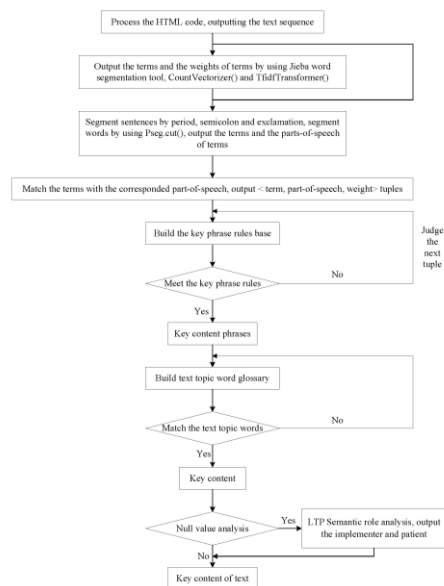 Process the HTML code, outputting the text sequence
Output the terms and the weights of terms by using Jieba word
segmentation tool, CountVectorizer() and TfidfTransformer()
Segment sentences by period, semicolon and exclamation, segment
words by using Pseg.cut(), output the terms and the parts-of-speech
of terms
Match the terms with the corresponded part-of-speech, output < term, part-of-speech, weight> tuples
Build the key phrase rules base
Judge
the
next
tuple
Meet the key phrase rules
No
Yes
Key content phrases
Build text topic word glossary
Match the text topic words
No
Yes
Key content
Null value analysis
Yes
LTP Semantic role analysis, output
the implementer and patient
No
Key content of text